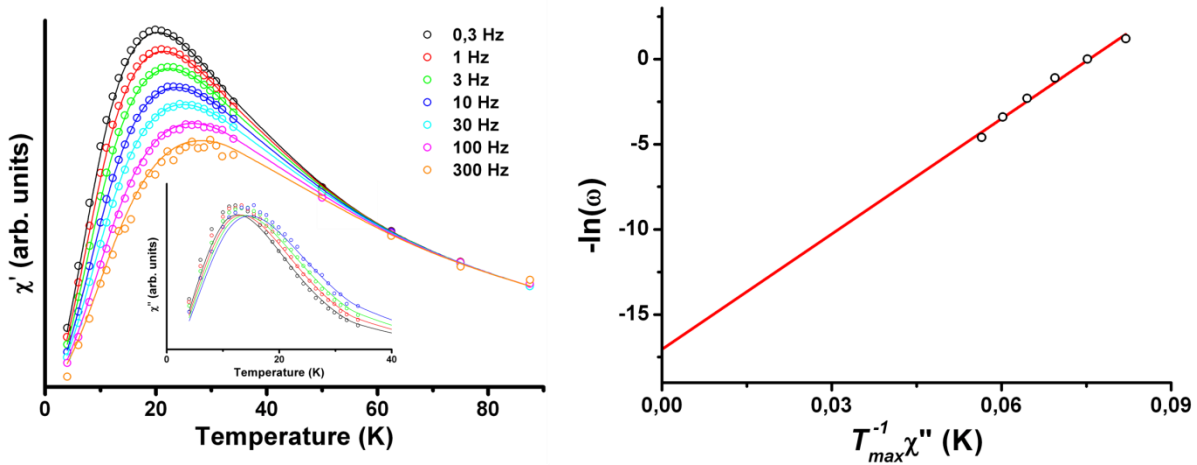 χ' (arb. units)
0,3 Hz
1 Hz
3 Hz
10 Hz
30 Hz
100 Hz
300 Hz
χ'' (arb. units)
0 20 40
Temperature (K)
0 20 40 60 80
Temperature (K)
-ln(ω)
0
-5
-10
-15
0,00 0,03 0,06 0,09
T⁻¹max χ" (K)